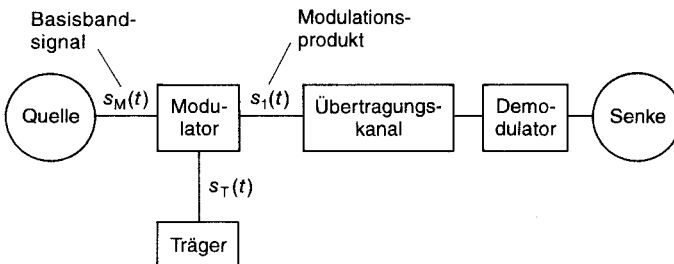 Basisband-
signal
Modulations-
produkt
Quelle
s_M(t)
Modu-
lator
s_1(t)
Übertragungs-
kanal
Demo-
dulator
Senke
s_T(t)
Träger